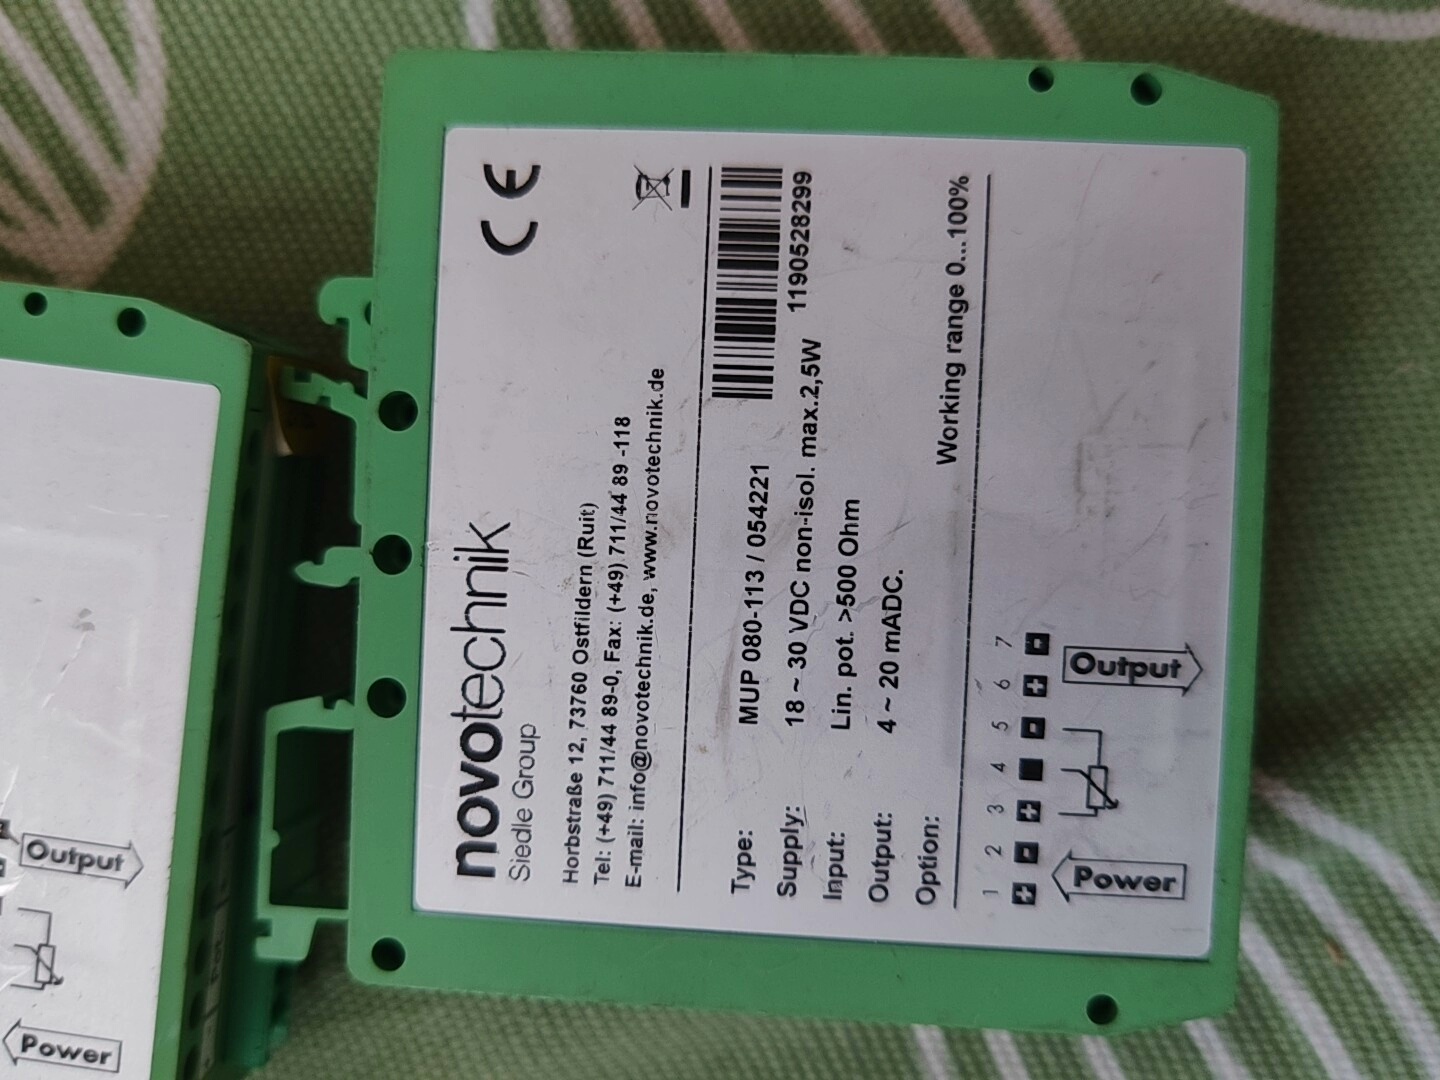 novotechnik
Siedle Group
CE
Horbstraße 12, 73760 Ostfildern (Ruit)
Tel: (+49) 711/44 89-0, Fax: (+49) 711/44 89 -118
E-mail: info@novotechnik.de, www.novotechnik.de
Type: MUP 080-113 / 054221
Supply: 18 ~ 30 VDC non-isol. max.2,5W 1190528299
Input: Lin. pot. >500 Ohm
Output: 4 ~ 20 mADC.
Option:
Working range 0...100%
1 2 3 4 5 6 7
+ - + - + -
Power Output
Power Output